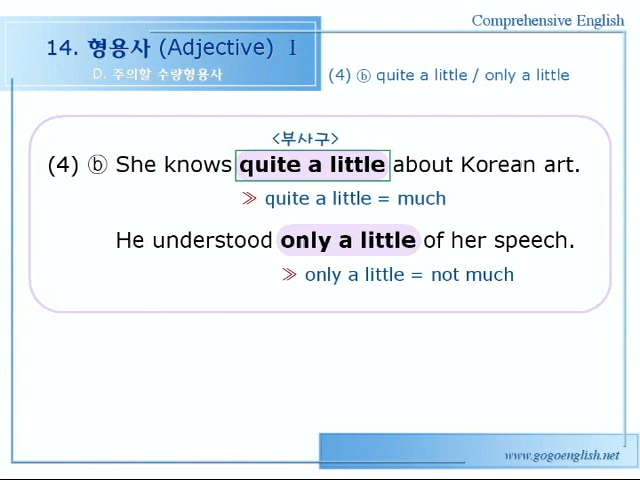 Comprehensive English
14. 형용사 (Adjective) Ⅰ
D. 주의할 수량형용사
(4) ⓑ quite a little / only a little
<부사구>
(4) ⓑ She knows quite a little about Korean art.
≫ quite a little = much
He understood only a little of her speech.
≫ only a little = not much
www.gogoenglish.net